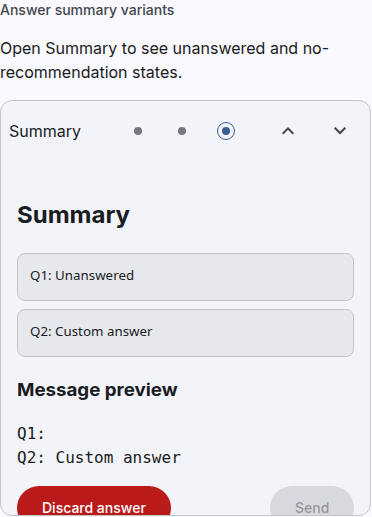 Answer summary variants
Open Summary to see unanswered and no-
recommendation states.
Summary
Summary
Q1: Unanswered
Q2: Custom answer
Message preview
Q1:
Q2: Custom answer
Discard answer
Send